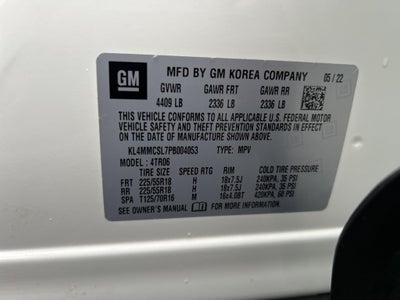 GM MFD BY GM KOREA COMPANY 05 / 22
GVWR GAWR FRT GAWR RR
4409 LB 2336 LB 2336 LB
THIS VEHICLE CONFORMS TO ALL APPLICABLE U.S. FEDERAL MOTOR
VEHICLE SAFETY, BUMPER, AND THEFT PREVENTION STANDARDS IN EFFECT ON THE
DATE OF MANUFACTURE SHOWN ABOVE.
KL4MMCSL7PB004053 TYPE: MPV
MODEL: 4TR06
TIRE SIZE SPEED RTG RIM COLD TIRE PRESSURE
FRT 225/55R18 H 18x7.5J 240KPA, 35 PSI
RR 225/55R18 H 18x7.5J 240KPA, 35 PSI
SPA T125/70R16 M 16x4.0BT 420KPA, 60 PSI
SEE OWNER'S MANUAL FOR ADDITIONAL INFORMATION